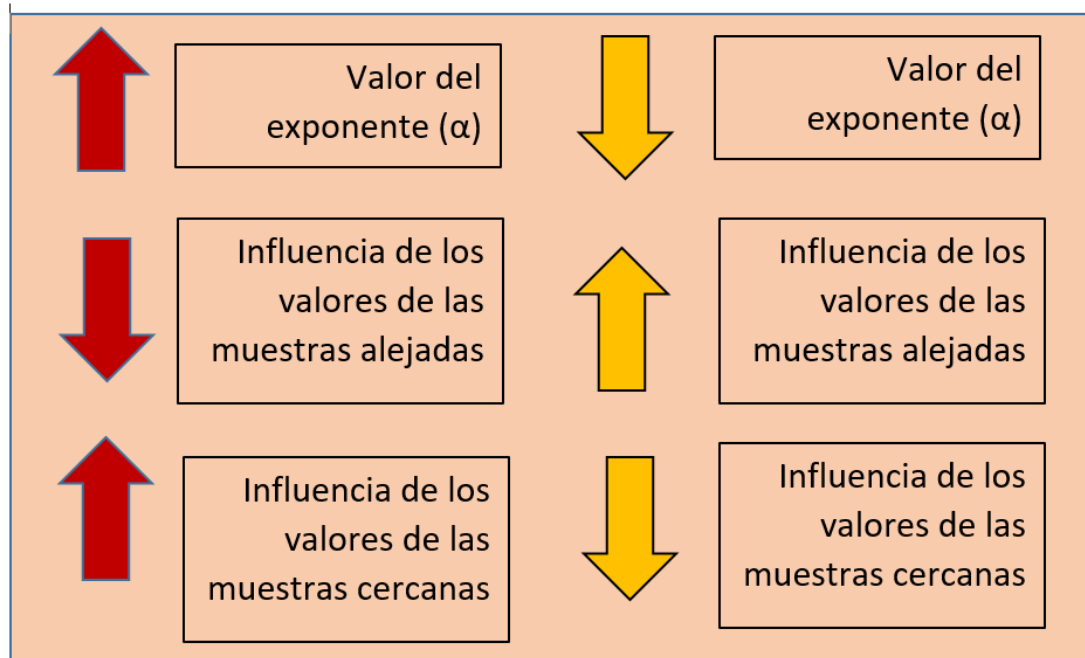 Valor del
exponente (α)
Valor del
exponente (α)
Influencia de los
valores de las
muestras alejadas
Influencia de los
valores de las
muestras alejadas
Influencia de los
valores de las
muestras cercanas
Influencia de los
valores de las
muestras cercanas